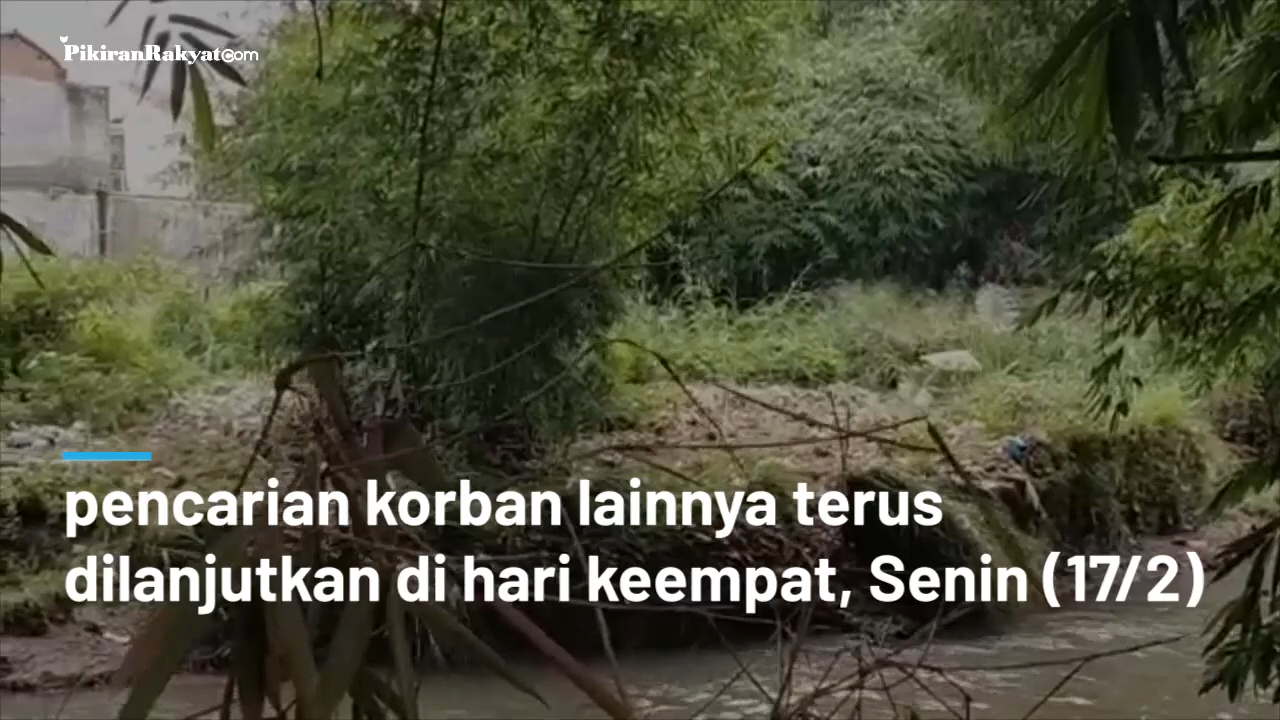 PikiranRakyat.com
pencarian korban lainnya terus
dilanjutkan di hari keempat, Senin (17/2)